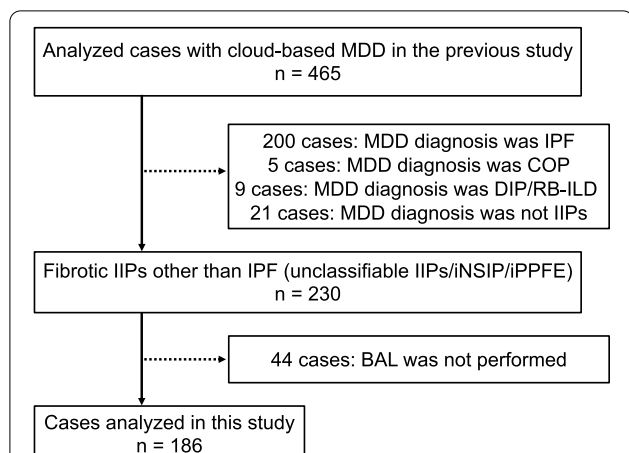 Analyzed cases with cloud-based MDD in the previous study
n = 465
200 cases: MDD diagnosis was IPF
5 cases: MDD diagnosis was COP
9 cases: MDD diagnosis was DIP/RB-ILD
21 cases: MDD diagnosis was not IIPs
Fibrotic IIPs other than IPF (unclassifiable IIPs/iNSIP/iPPFE)
n = 230
44 cases: BAL was not performed
Cases analyzed in this study
n = 186